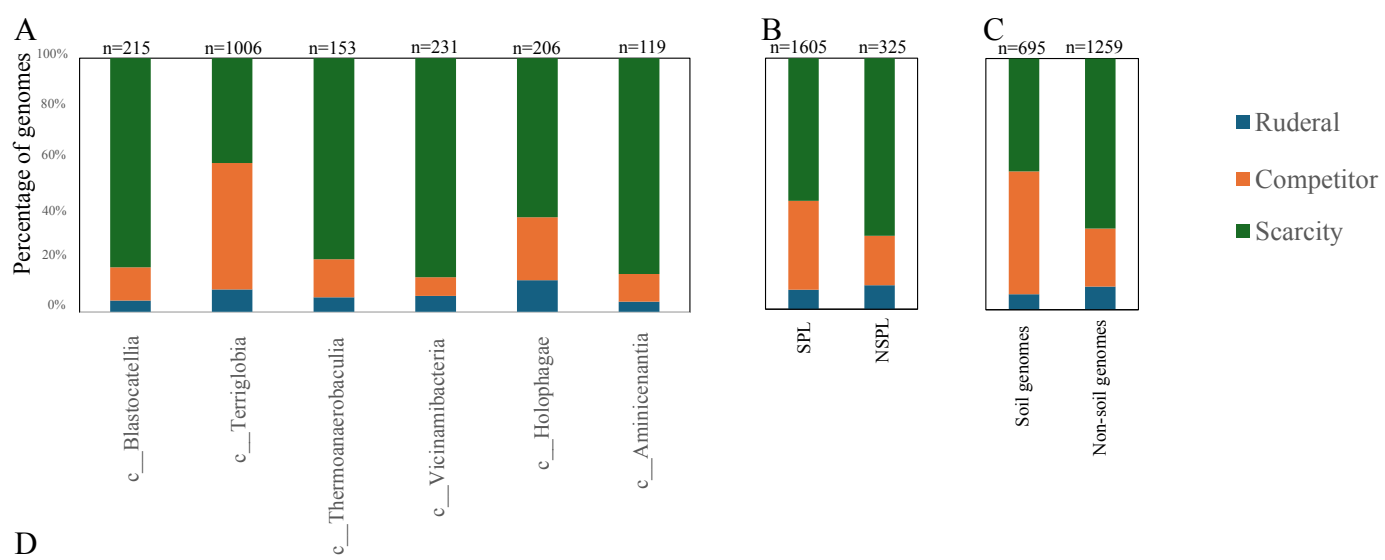 A
B
C
n=215
n=1006
n=153
n=231
n=206
n=119
n=1605
n=325
n=695
n=1259
Percentage of genomes
100%
80%
60%
40%
20%
0%
Ruderal
Competitor
Scarcity
c__Blastocatellia
c__Terriglobia
c__Thermoanaerobaculia
c__Vicinamibacteria
c__Holophagae
c__Aminicenantia
SPL
NSPL
Soil genomes
Non-soil genomes
D